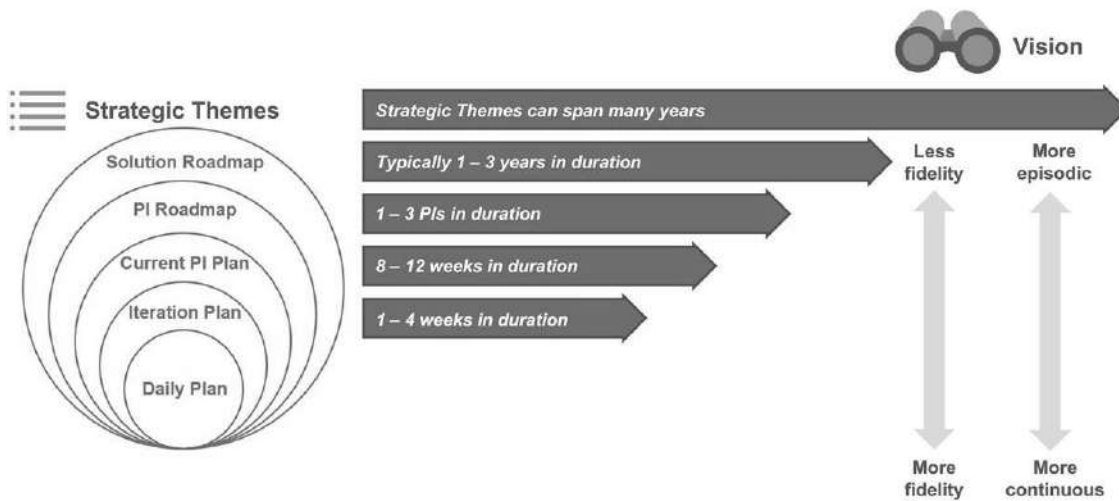 Vision
Strategic Themes
Strategic Themes can span many years
Solution Roadmap
Typically 1 – 3 years in duration
Less
fidelity
More
episodic
PI Roadmap
1 – 3 PIs in duration
Current PI Plan
8 – 12 weeks in duration
Iteration Plan
1 – 4 weeks in duration
Daily Plan
More
fidelity
More
continuous